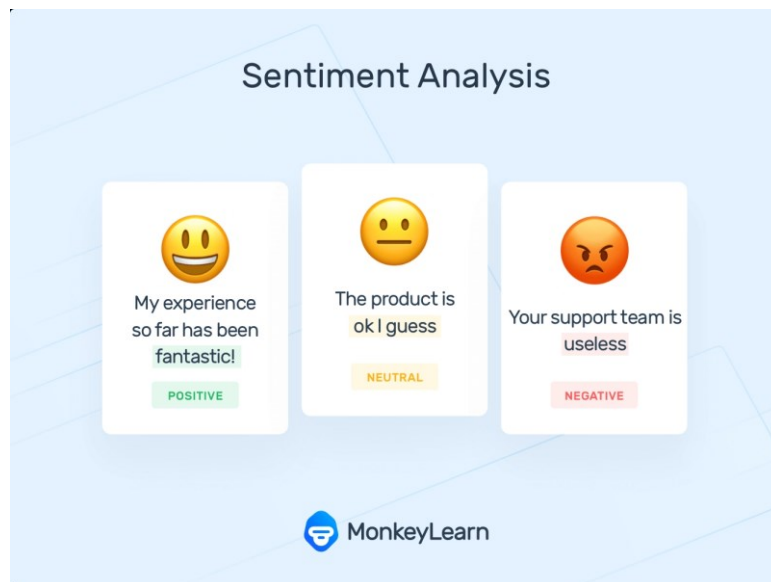 Sentiment Analysis
My experience
so far has been
fantastic!
POSITIVE
The product is
ok I guess
NEUTRAL
Your support team is
useless
NEGATIVE
MonkeyLearn